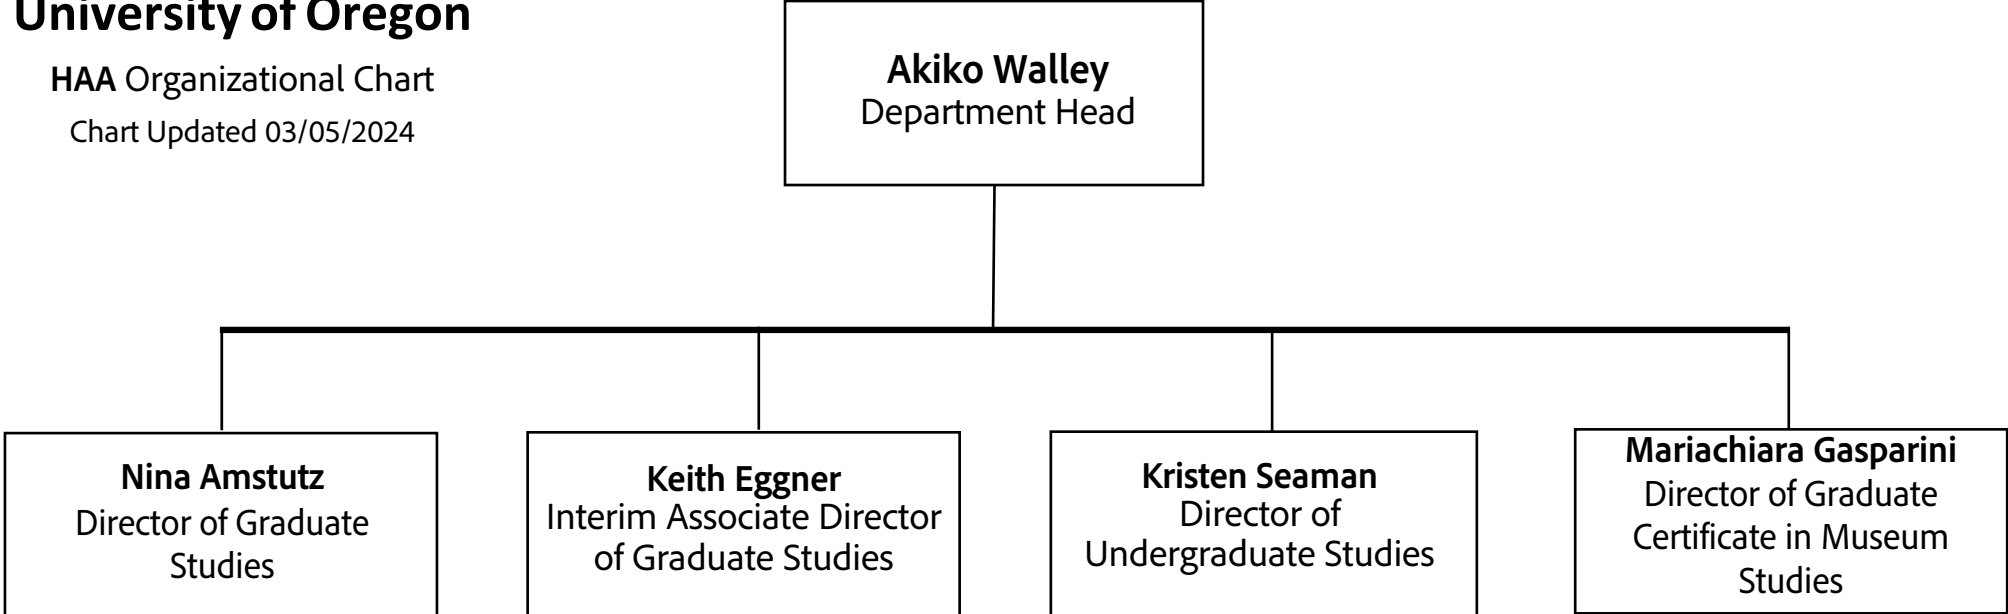 University of Oregon
HAA Organizational Chart
Chart Updated 03/05/2024
Akiko Walley
Department Head
Nina Amstutz
Director of Graduate
Studies
Keith Eggner
Interim Associate Director
of Graduate Studies
Kristen Seaman
Director of
Undergraduate Studies
Mariachiara Gasparini
Director of Graduate
Certificate in Museum
Studies